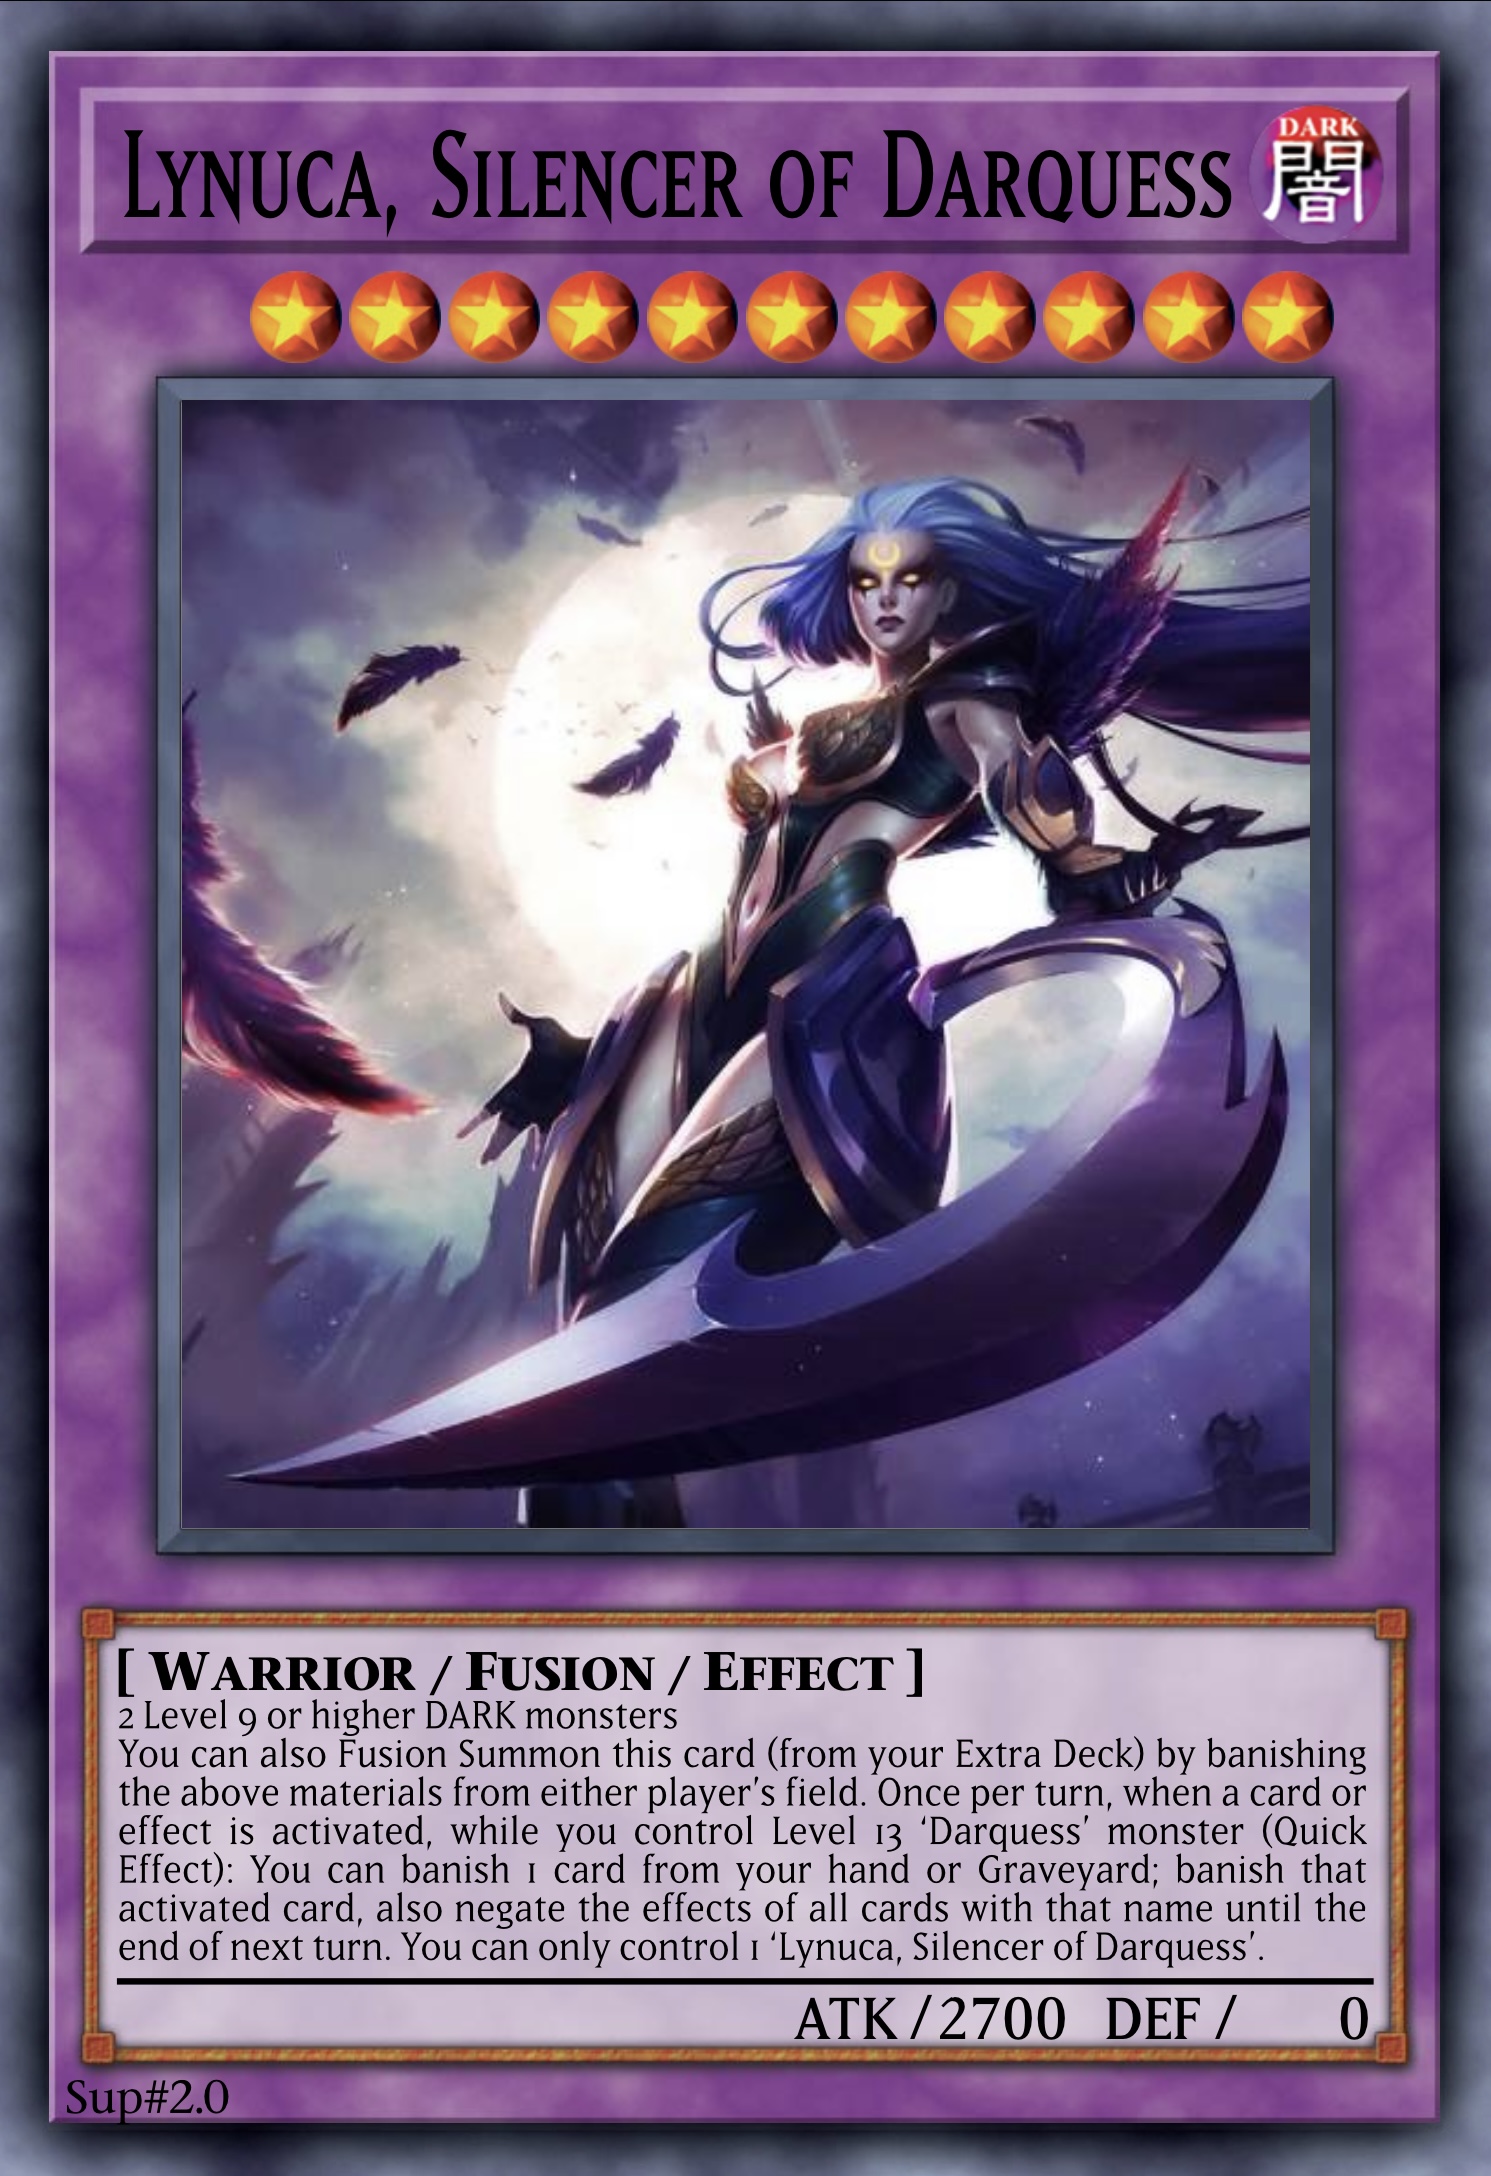 Lynuca, Silencer of Darquess
DARK
闇
[ Warrior / Fusion / Effect ]
2 Level 9 or higher DARK monsters
You can also Fusion Summon this card (from your Extra Deck) by banishing
the above materials from either player's field. Once per turn, when a card or
effect is activated, while you control Level 13 ‘Darquess’ monster (Quick
Effect): You can banish 1 card from your hand or Graveyard; banish that
activated card, also negate the effects of all cards with that name until the
end of next turn. You can only control 1 ‘Lynuca, Silencer of Darquess’.
ATK / 2700 DEF / 0
Sup#2.0